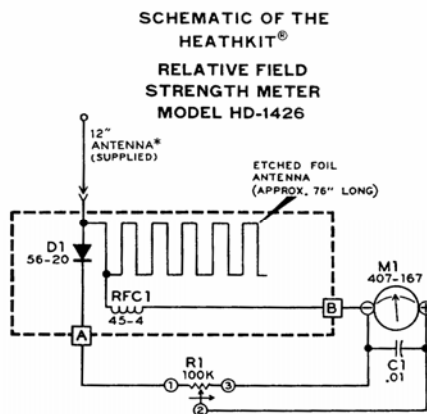 SCHEMATIC OF THE
HEATHKIT®
RELATIVE FIELD
STRENGTH METER
MODEL HD-1426
12"
ANTENNA*
(SUPPLIED)
ETCHED FOIL
ANTENNA
(APPROX. 76" LONG)
D1
56-20
RFC1
45-4
M1
407-167
A
B
R1
100K
1
3
2
C1
.01